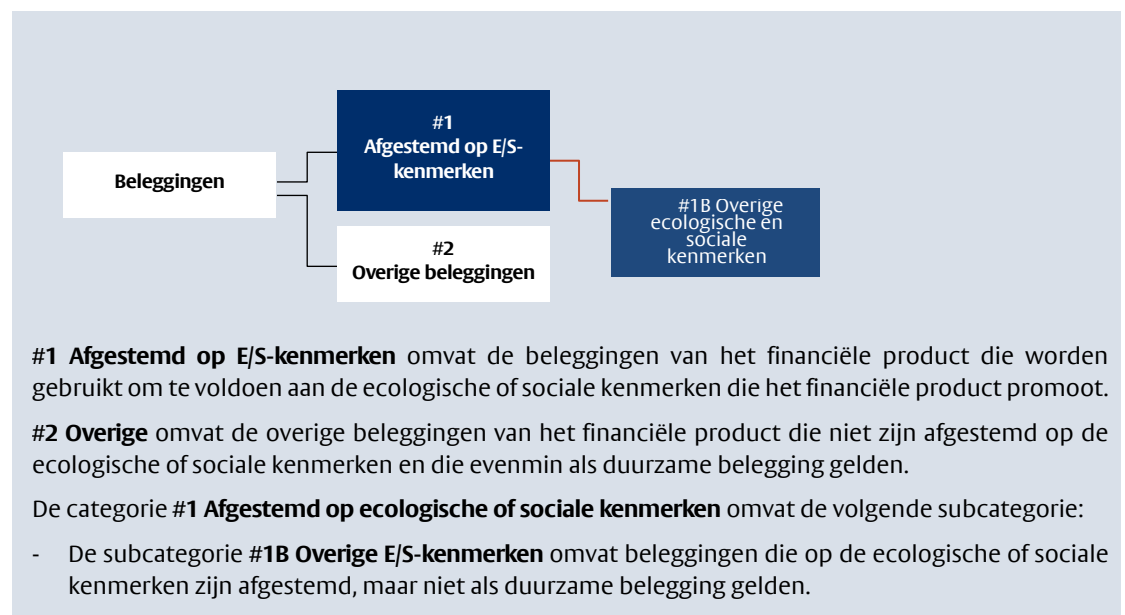 #1
Afgestemd op E/S-
kenmerken
Beleggingen
#1B Overige
ecologische en
sociale
kenmerken
#2
Overige beleggingen
#1 Afgestemd op E/S-kenmerken omvat de beleggingen van het financiële product die worden
gebruikt om te voldoen aan de ecologische of sociale kenmerken die het financiële product promoot.
#2 Overige omvat de overige beleggingen van het financiële product die niet zijn afgestemd op de
ecologische of sociale kenmerken en die evenmin als duurzame belegging gelden.
De categorie #1 Afgestemd op ecologische of sociale kenmerken omvat de volgende subcategorie:
- De subcategorie #1B Overige E/S-kenmerken omvat beleggingen die op de ecologische of sociale
kenmerken zijn afgestemd, maar niet als duurzame belegging gelden.